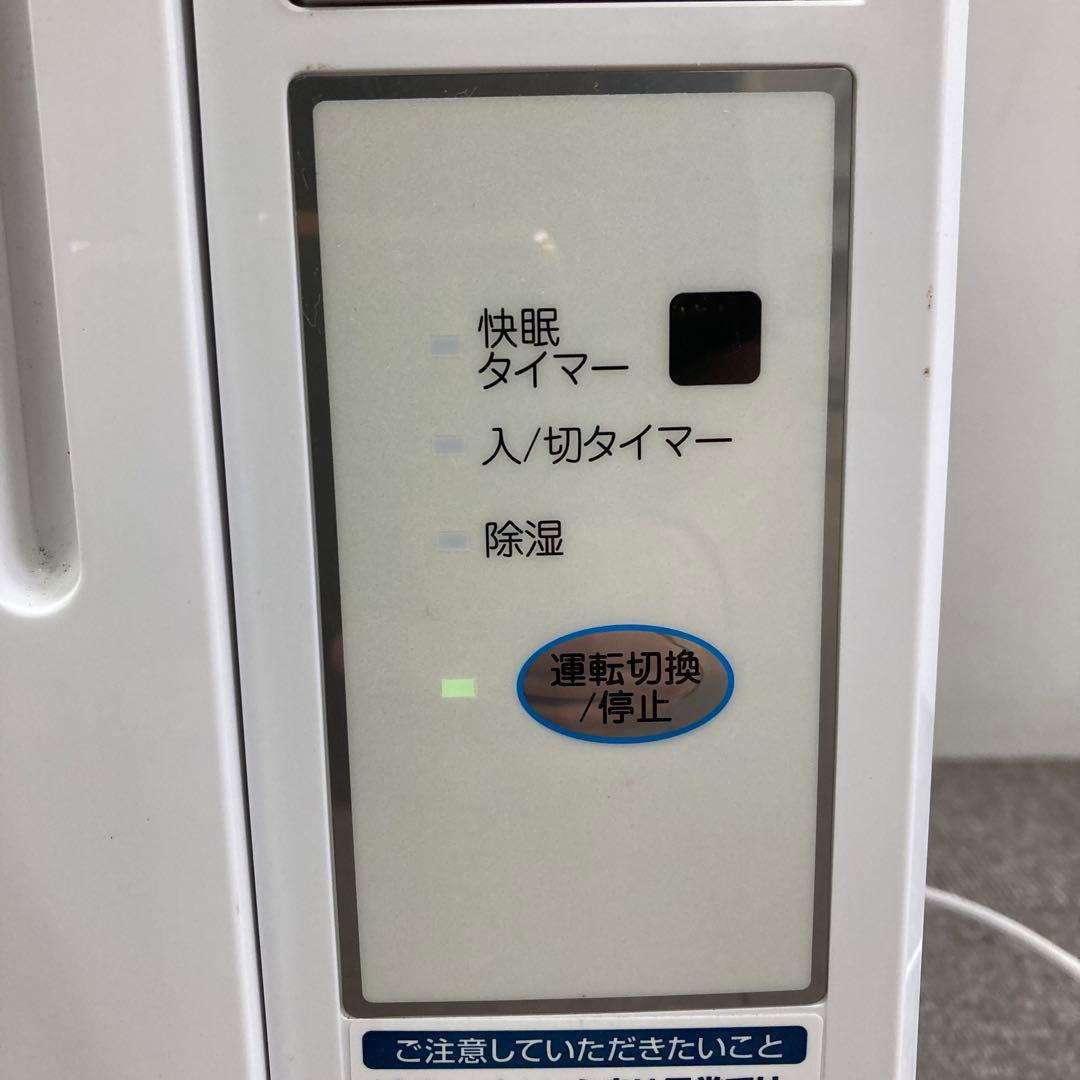 快眠
タイマー
入/切タイマー
除湿
運転切換
/停止
ご注意していただきたいこと